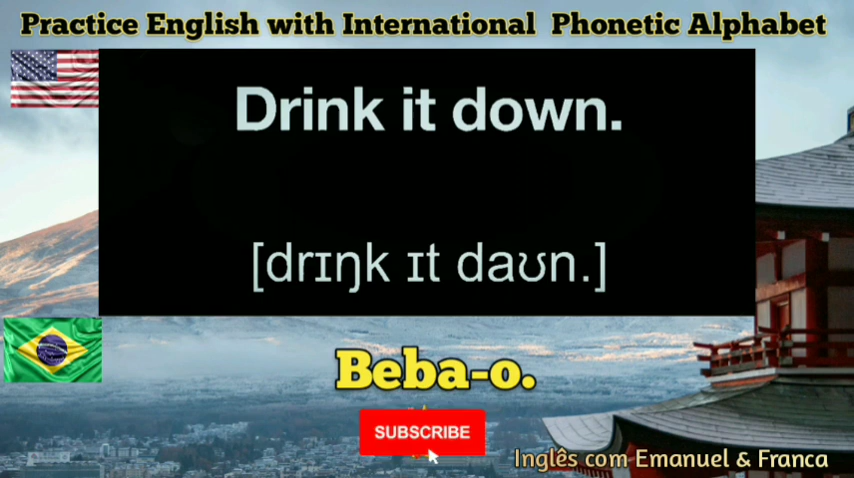 Practice English with International Phonetic Alphabet
Drink it down.
[drɪŋk ɪt daʊn.]
Beba-o.
SUBSCRIBE
Inglês com Emanuel & Franca